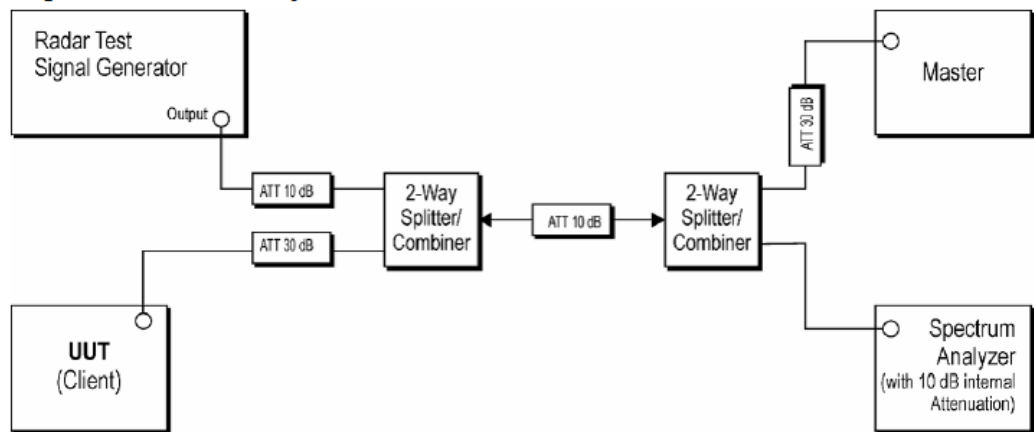 Radar Test
Signal Generator
Output
Master
ATT 30 dB
ATT 10 dB
2-Way
Splitter/
Combiner
ATT 10 dB
2-Way
Splitter/
Combiner
ATT 30 dB
UUT
(Client)
Spectrum
Analyzer
(with 10 dB internal
Attenuation)